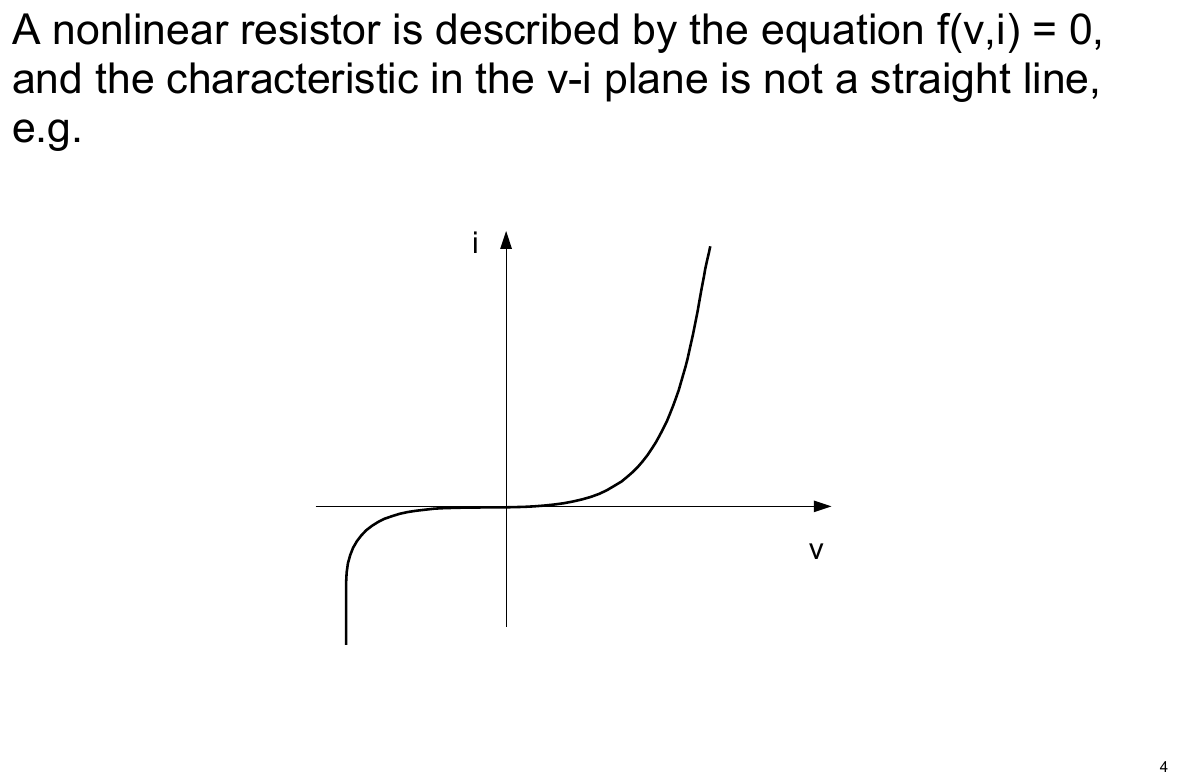 A nonlinear resistor is described by the equation f(v,i) = 0,
and the characteristic in the v-i plane is not a straight line,
e.g.
i
v
4